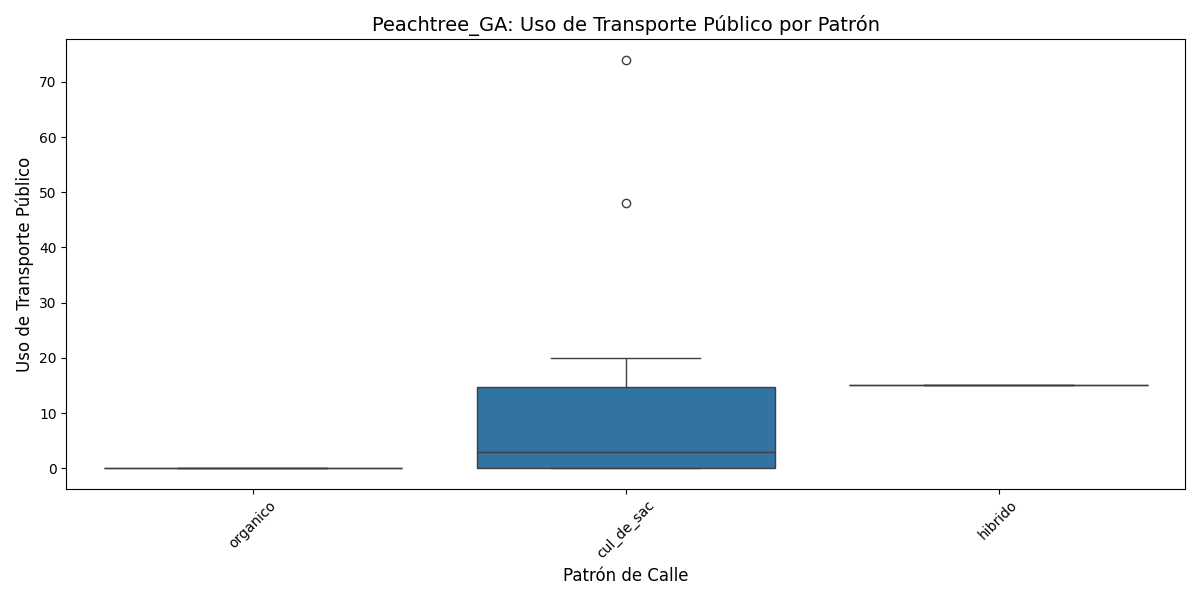 Peachtree_GA: Uso de Transporte Público por Patrón
Uso de Transporte Público
70
60
50
40
30
20
10
0
organico
cul_de_sac
hibrido
Patrón de Calle